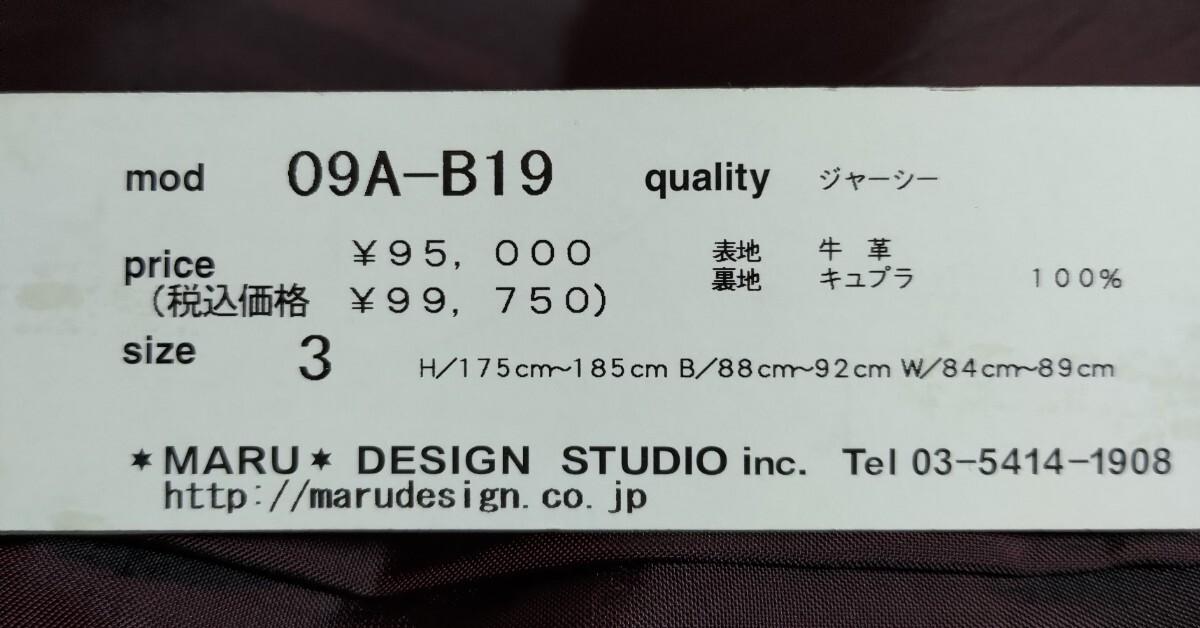 mod 09A-B19 quality ジャーシー
price ￥９５，０００ 表地 牛 革
（税込価格 ￥９９，７５０） 裏地 キュプラ １００％
size 3 H/175cm～185cm B/88cm～92cm W/84cm～89cm
★MARU★ DESIGN STUDIO inc. Tel 03-5414-1908
http://marudesign.co.jp